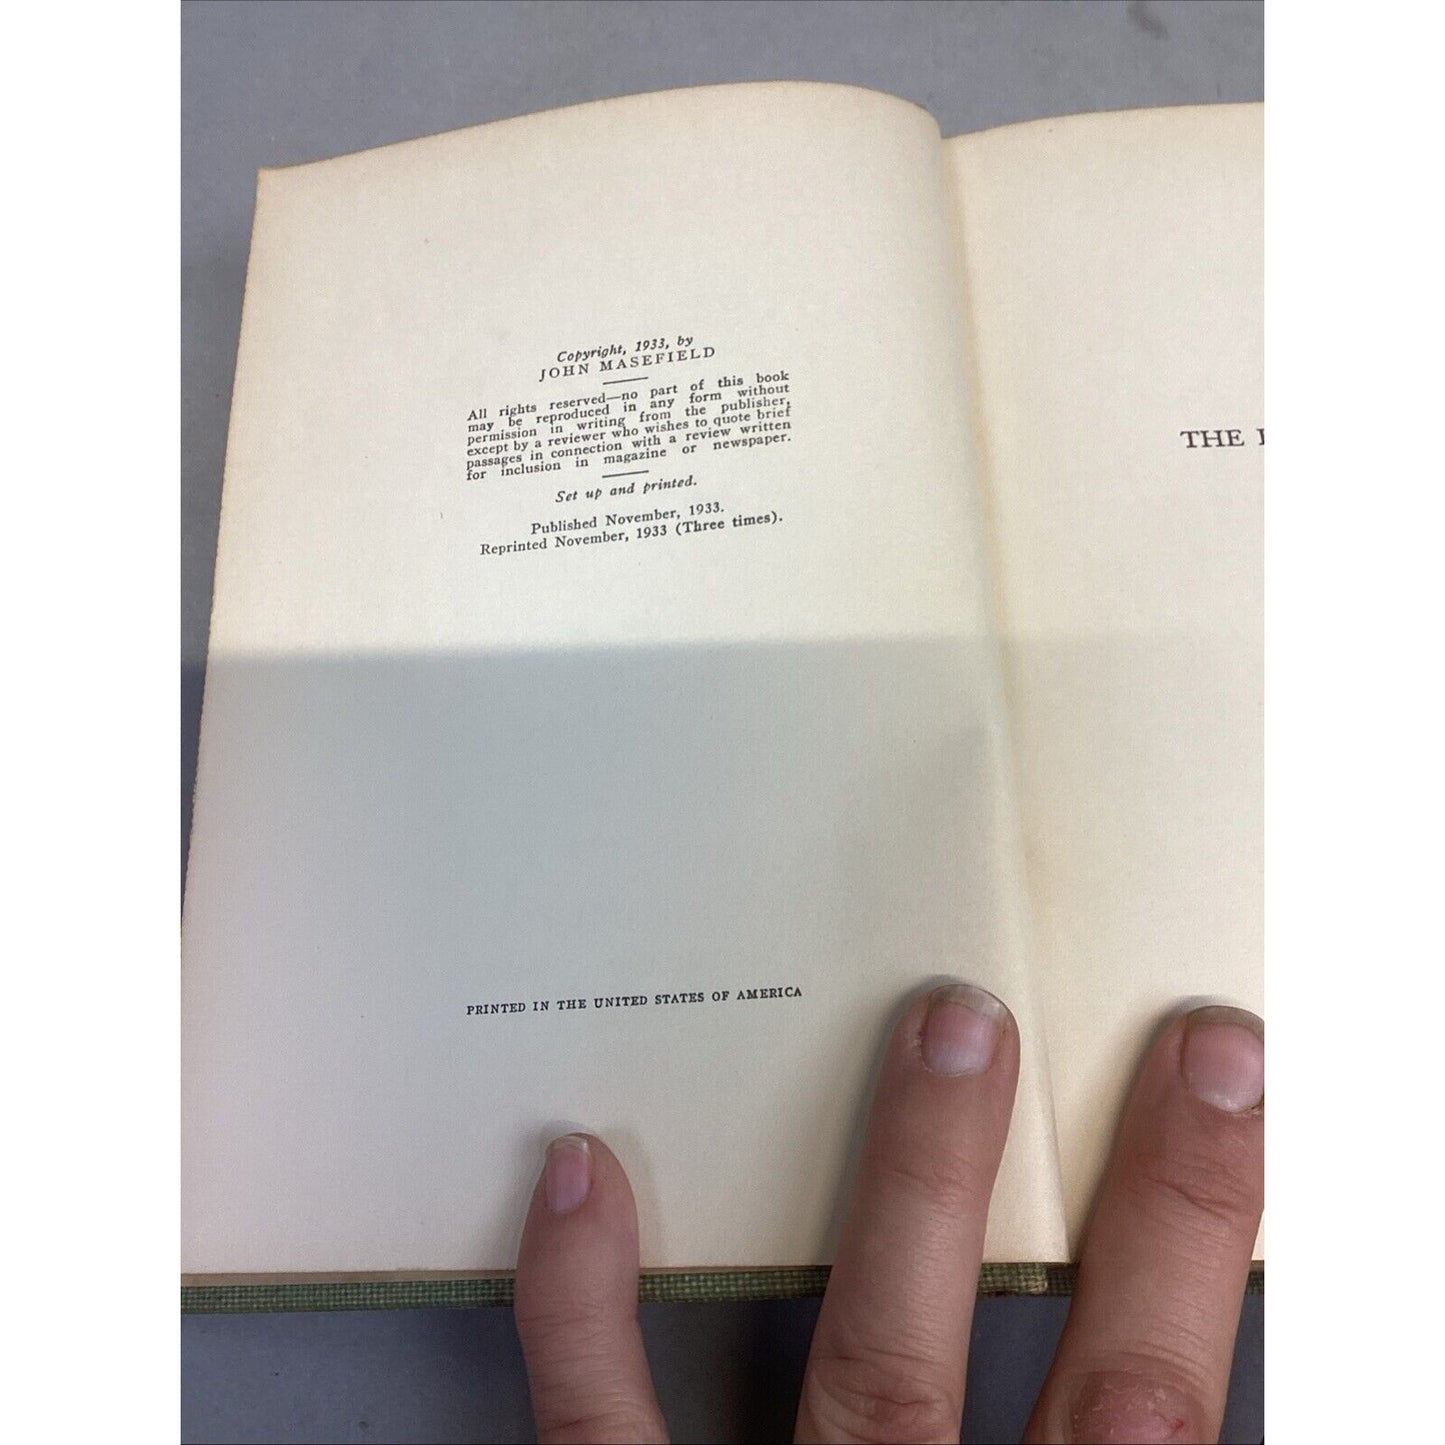 Copyright, 1933, by
JOHN MASEFIELD
All rights reserved—no part of this book
may be reproduced in any form without
permission in writing from the publisher,
except by a reviewer who wishes to quote brief
passages in connection with a review written
for inclusion in magazine or newspaper.
Set up and printed.
Published November, 1933.
Reprinted November, 1933 (Three times).
PRINTED IN THE UNITED STATES OF AMERICA
THE